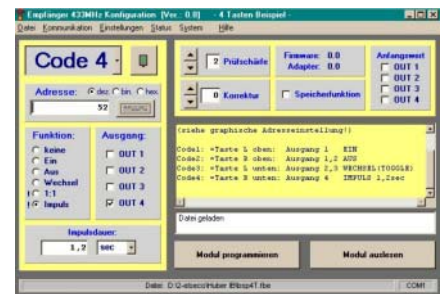 Empfänger 433MHz Konfiguration (Ver.: 0.0) - 4 Tasten Beispiel -
Datei Kommunikation Einstellungen Status System Hilfe
Code 4
Adresse: dez. bin. hex
52
Funktion:
keine
Ein
Aus
Wechsel
1:1
Impuls
Ausgang:
OUT 1
OUT 2
OUT 3
OUT 4
Impulsdauer:
1,2 sec
2 Prüfschärfe
Firmware: 0.0
Adapter: 0.0
0 Korrektur
Speicherfunktion
Anfangswert
OUT 1
OUT 2
OUT 3
OUT 4
(siehe graphische Adresseinstellung!)
Code1: =Taste L oben: Ausgang 1 EIN
Code2: =Taste R oben: Ausgang 1,2 AUS
Code3: =Taste L unten: Ausgang 2,3 WECHSEL(TOGGLE)
Code4: =Taste R unten: Ausgang 4 IMPULS 1,2sec
Datei geladen
Modul programmieren
Modul auslesen
Datei:
COM1